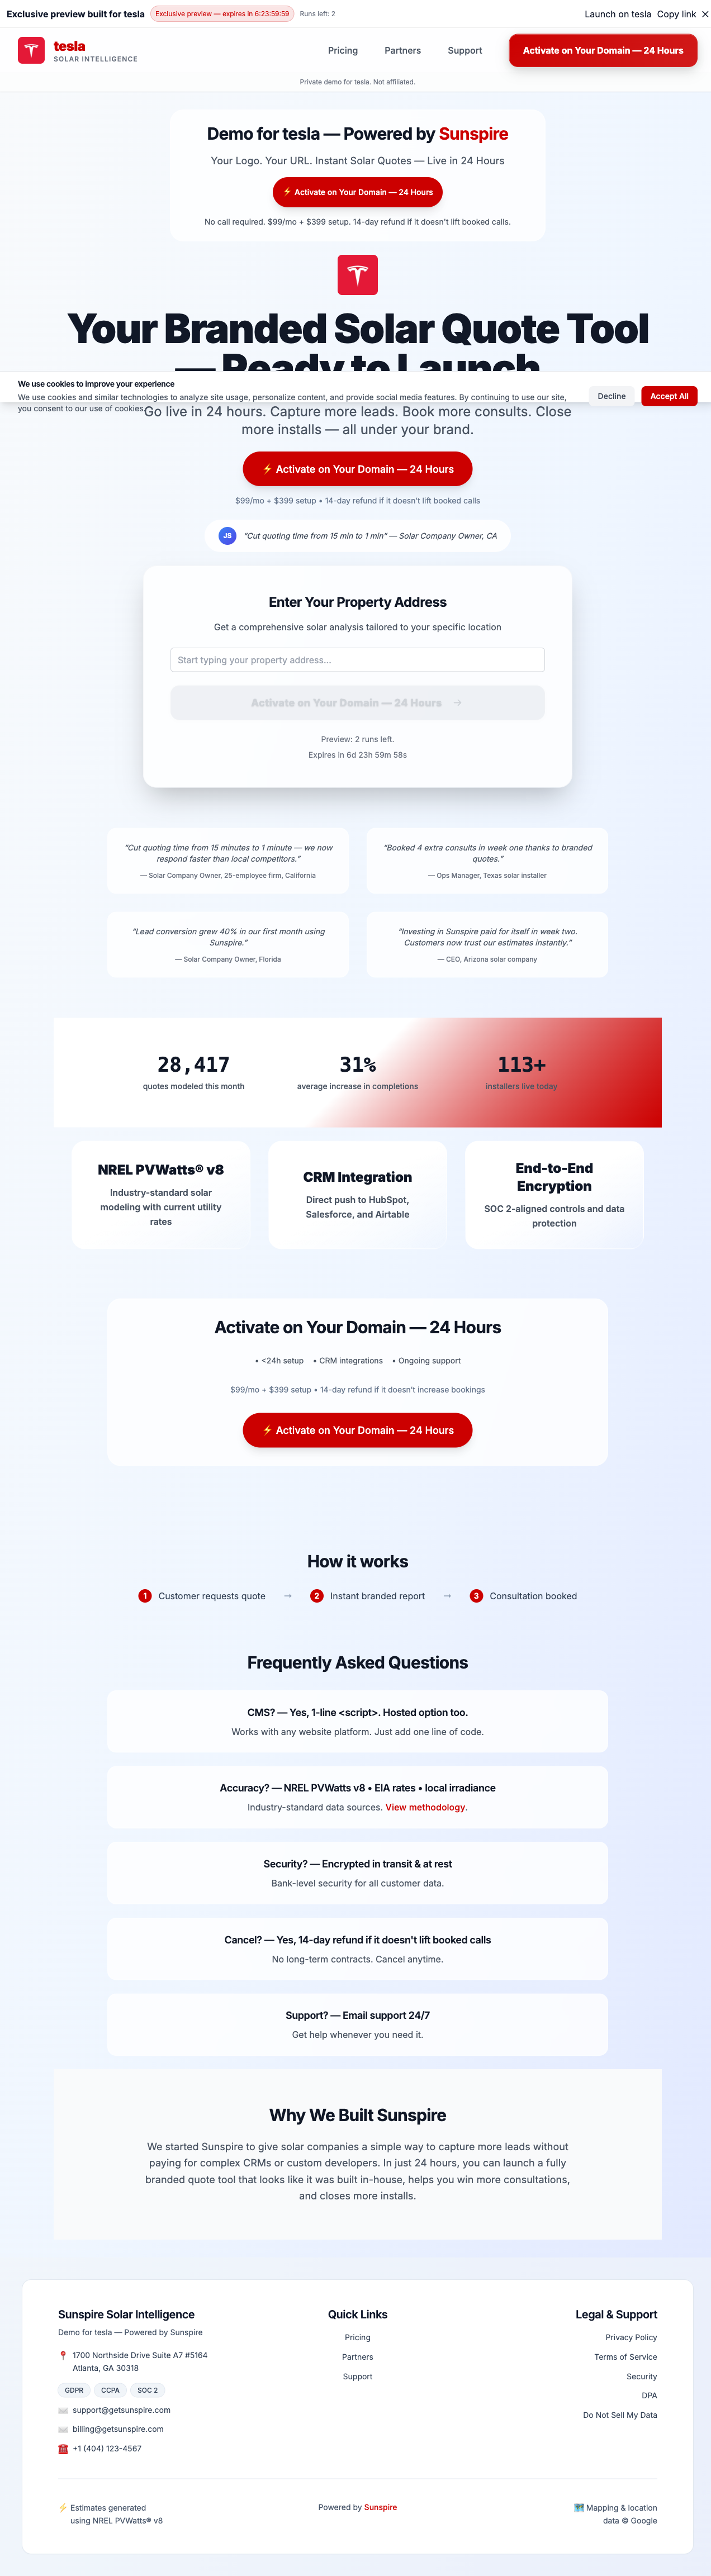 Exclusive preview built for tesla
Exclusive preview — expires in 6:23:59:59
Runs left: 2
Launch on tesla
Copy link
×
tesla
SOLAR INTELLIGENCE
Pricing
Partners
Support
Activate on Your Domain — 24 Hours
Private demo for tesla. Not affiliated.
Demo for tesla — Powered by Sunspire
Your Logo. Your URL. Instant Solar Quotes — Live in 24 Hours
⚡ Activate on Your Domain — 24 Hours
No call required. $99/mo + $399 setup. 14-day refund if it doesn't lift booked calls.
Your Branded Solar Quote Tool
— Ready to Launch
We use cookies to improve your experience
We use cookies and similar technologies to analyze site usage, personalize content, and provide social media features. By continuing to use our site,
you consent to our use of cookies.
Decline
Accept All
Go live in 24 hours. Capture more leads. Book more consults. Close
more installs — all under your brand.
⚡ Activate on Your Domain — 24 Hours
$99/mo + $399 setup • 14-day refund if it doesn't lift booked calls
JS
"Cut quoting time from 15 min to 1 min" — Solar Company Owner, CA
Enter Your Property Address
Get a comprehensive solar analysis tailored to your specific location
Start typing your property address...
Activate on Your Domain — 24 Hours →
Preview: 2 runs left.
Expires in 6d 23h 59m 58s
"Cut quoting time from 15 minutes to 1 minute — we now
respond faster than local competitors."
— Solar Company Owner, 25-employee firm, California
"Booked 4 extra consults in week one thanks to branded
quotes."
— Ops Manager, Texas solar installer
"Lead conversion grew 40% in our first month using
Sunspire."
— Solar Company Owner, Florida
"Investing in Sunspire paid for itself in week two.
Customers now trust our estimates instantly."
— CEO, Arizona solar company
28,417
quotes modeled this month
31%
average increase in completions
113+
installers live today
NREL PVWatts® v8
Industry-standard solar
modeling with current utility
rates
CRM Integration
Direct push to HubSpot,
Salesforce, and Airtable
End-to-End
Encryption
SOC 2-aligned controls and data
protection
Activate on Your Domain — 24 Hours
• <24h setup
• CRM integrations
• Ongoing support
$99/mo + $399 setup • 14-day refund if it doesn't increase bookings
⚡ Activate on Your Domain — 24 Hours
How it works
1 Customer requests quote
→
2 Instant branded report
→
3 Consultation booked
Frequently Asked Questions
CMS? — Yes, 1-line <script>. Hosted option too.
Works with any website platform. Just add one line of code.
Accuracy? — NREL PVWatts v8 • EIA rates • local irradiance
Industry-standard data sources. View methodology.
Security? — Encrypted in transit & at rest
Bank-level security for all customer data.
Cancel? — Yes, 14-day refund if it doesn't lift booked calls
No long-term contracts. Cancel anytime.
Support? — Email support 24/7
Get help whenever you need it.
Why We Built Sunspire
We started Sunspire to give solar companies a simple way to capture more leads without
paying for complex CRMs or custom developers. In just 24 hours, you can launch a fully
branded quote tool that looks like it was built in-house, helps you win more consultations,
and closes more installs.
Sunspire Solar Intelligence
Demo for tesla — Powered by Sunspire
1700 Northside Drive Suite A7 #5164
Atlanta, GA 30318
GDPR
CCPA
SOC 2
support@getsunspire.com
billing@getsunspire.com
+1 (404) 123-4567
Quick Links
Pricing
Partners
Support
Legal & Support
Privacy Policy
Terms of Service
Security
DPA
Do Not Sell My Data
⚡ Estimates generated
using NREL PVWatts® v8
Powered by Sunspire
Mapping & location
data © Google